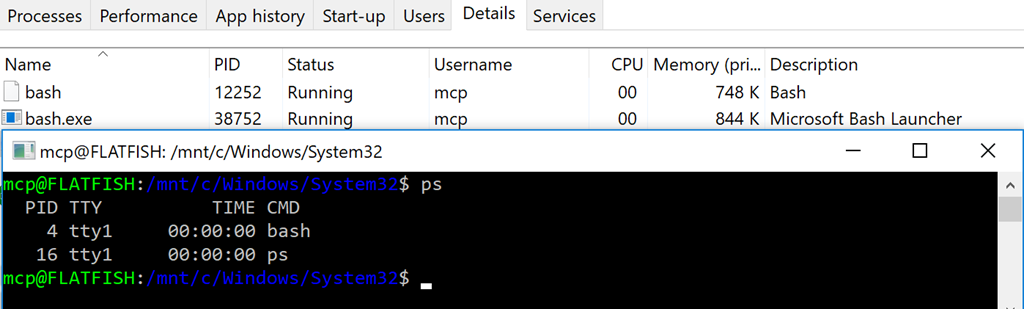 Processes Performance App history Start-up Users Details Services
Name PID Status Username CPU Memory (pri... Description
bash 12252 Running mcp 00 748 K Bash
bash.exe 38752 Running mcp 00 844 K Microsoft Bash Launcher
mcp@FLATFISH: /mnt/c/Windows/System32
mcp@FLATFISH:/mnt/c/Windows/System32$ ps
PID TTY TIME CMD
4 tty1 00:00:00 bash
16 tty1 00:00:00 ps
mcp@FLATFISH:/mnt/c/Windows/System32$